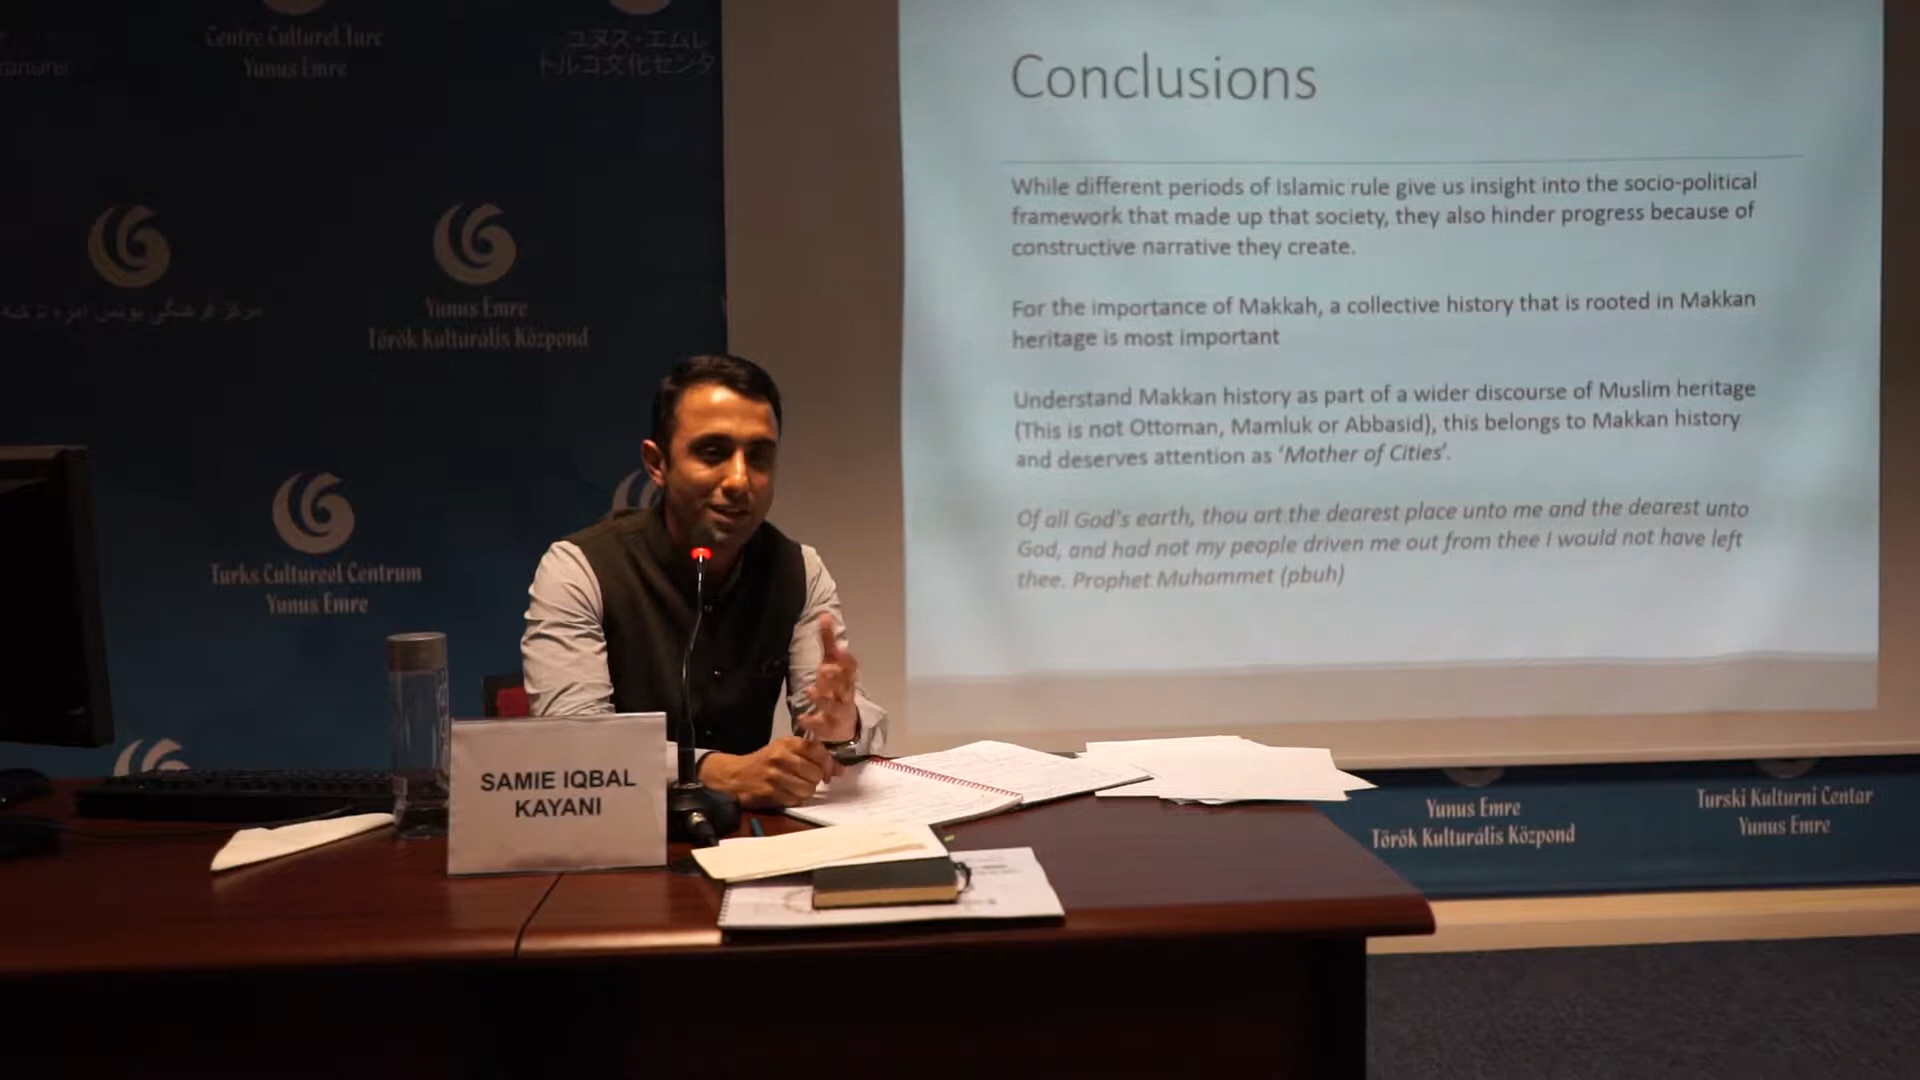 Centre Culturel Turc
Yunus Emre
ユヌス・エムレ
トルコ文化センタ
مرکز فرهنگی یونس امره ترکیه
Yunus Emre
Török Kulturális Központ
Turks Cultureel Centrum
Yunus Emre
SAMIE IQBAL
KAYANI
Conclusions
While different periods of Islamic rule give us insight into the socio-political
framework that made up that society, they also hinder progress because of
constructive narrative they create.
For the importance of Makkah, a collective history that is rooted in Makkan
heritage is most important
Understand Makkan history as part of a wider discourse of Muslim heritage
(This is not Ottoman, Mamluk or Abbasid), this belongs to Makkan history
and deserves attention as ‘Mother of Cities’.
Of all God's earth, thou art the dearest place unto me and the dearest unto
God, and had not my people driven me out from thee I would not have left
thee. Prophet Muhammet (pbuh)
Yunus Emre
Török Kulturális Központ
Turski Kulturni Centar
Yunus Emre